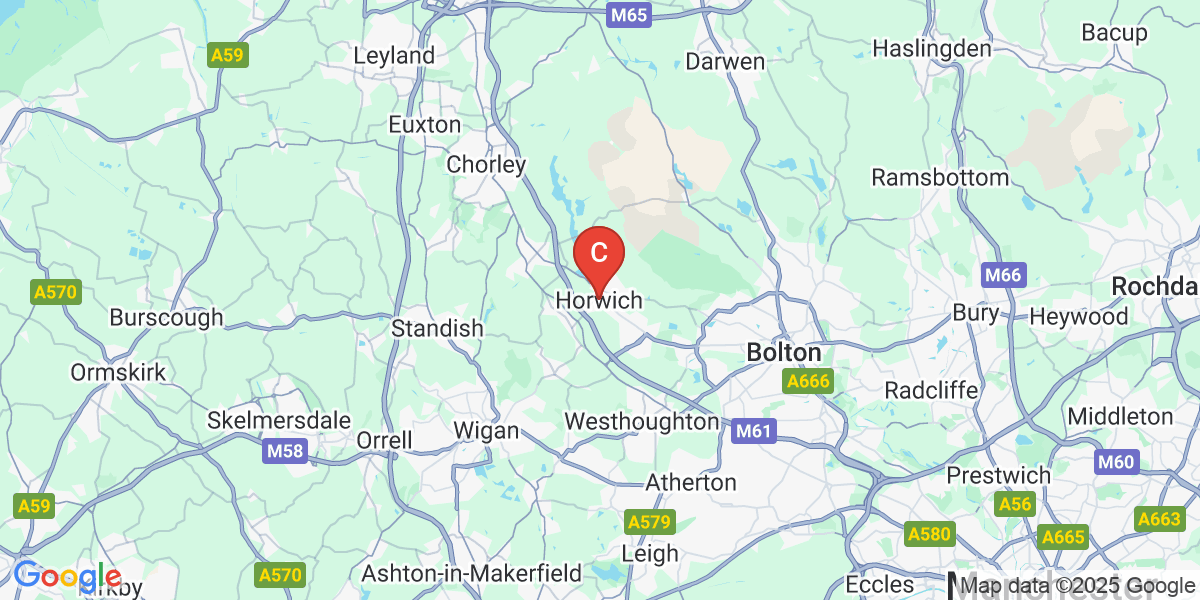 M65
Bacup
Haslingden
A59
Leyland
Darwen
Euxton
Chorley
Ramsbottom
C
M66
A570
Rochda
Horwich
Burscough
Bury
Heywood
Standish
Bolton
Ormskirk
A666
Radcliffe
Skelmersdale
Westhoughton
Middleton
Orrell
Wigan
M61
M58
M60
Prestwich
Atherton
A59
A56
A579
A663
A580
A665
Leigh
A570
Ashton-in-Makerfield
Eccles
Google
Map data ©2025 Google